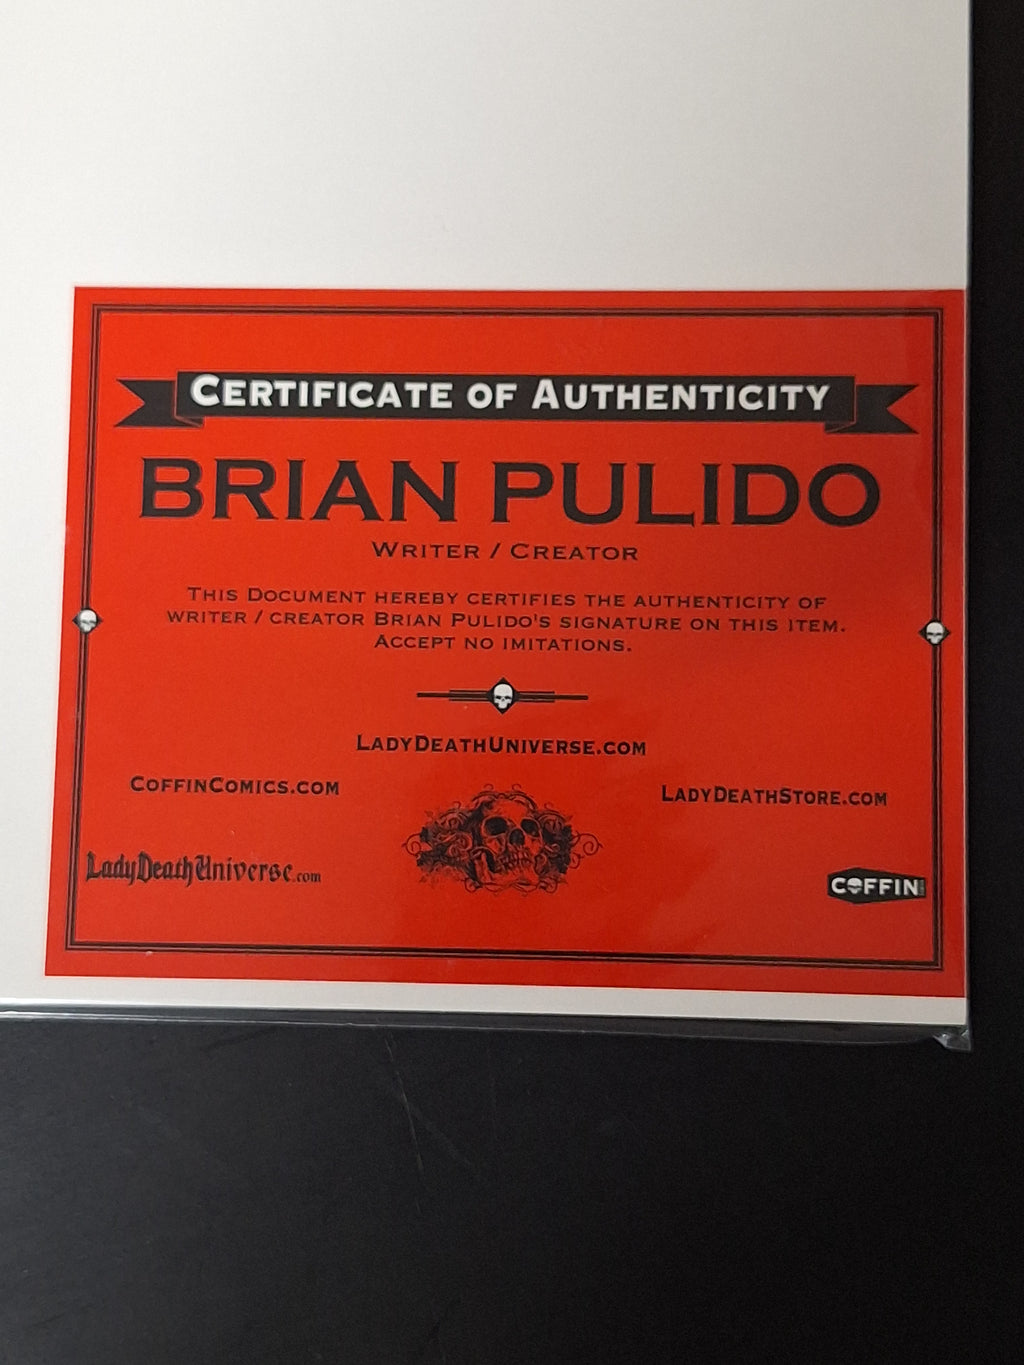 CERTIFICATE OF AUTHENTICITY
BRIAN PULIDO
WRITER / CREATOR
THIS DOCUMENT HEREBY CERTIFIES THE AUTHENTICITY OF
WRITER / CREATOR BRIAN PULIDO'S SIGNATURE ON THIS ITEM.
ACCEPT NO IMITATIONS.
LADYDEATHUNIVERSE.COM
COFFINCOMICS.COM
LADYDEATHSTORE.COM
LadyDeathUniverse.com
COFFIN